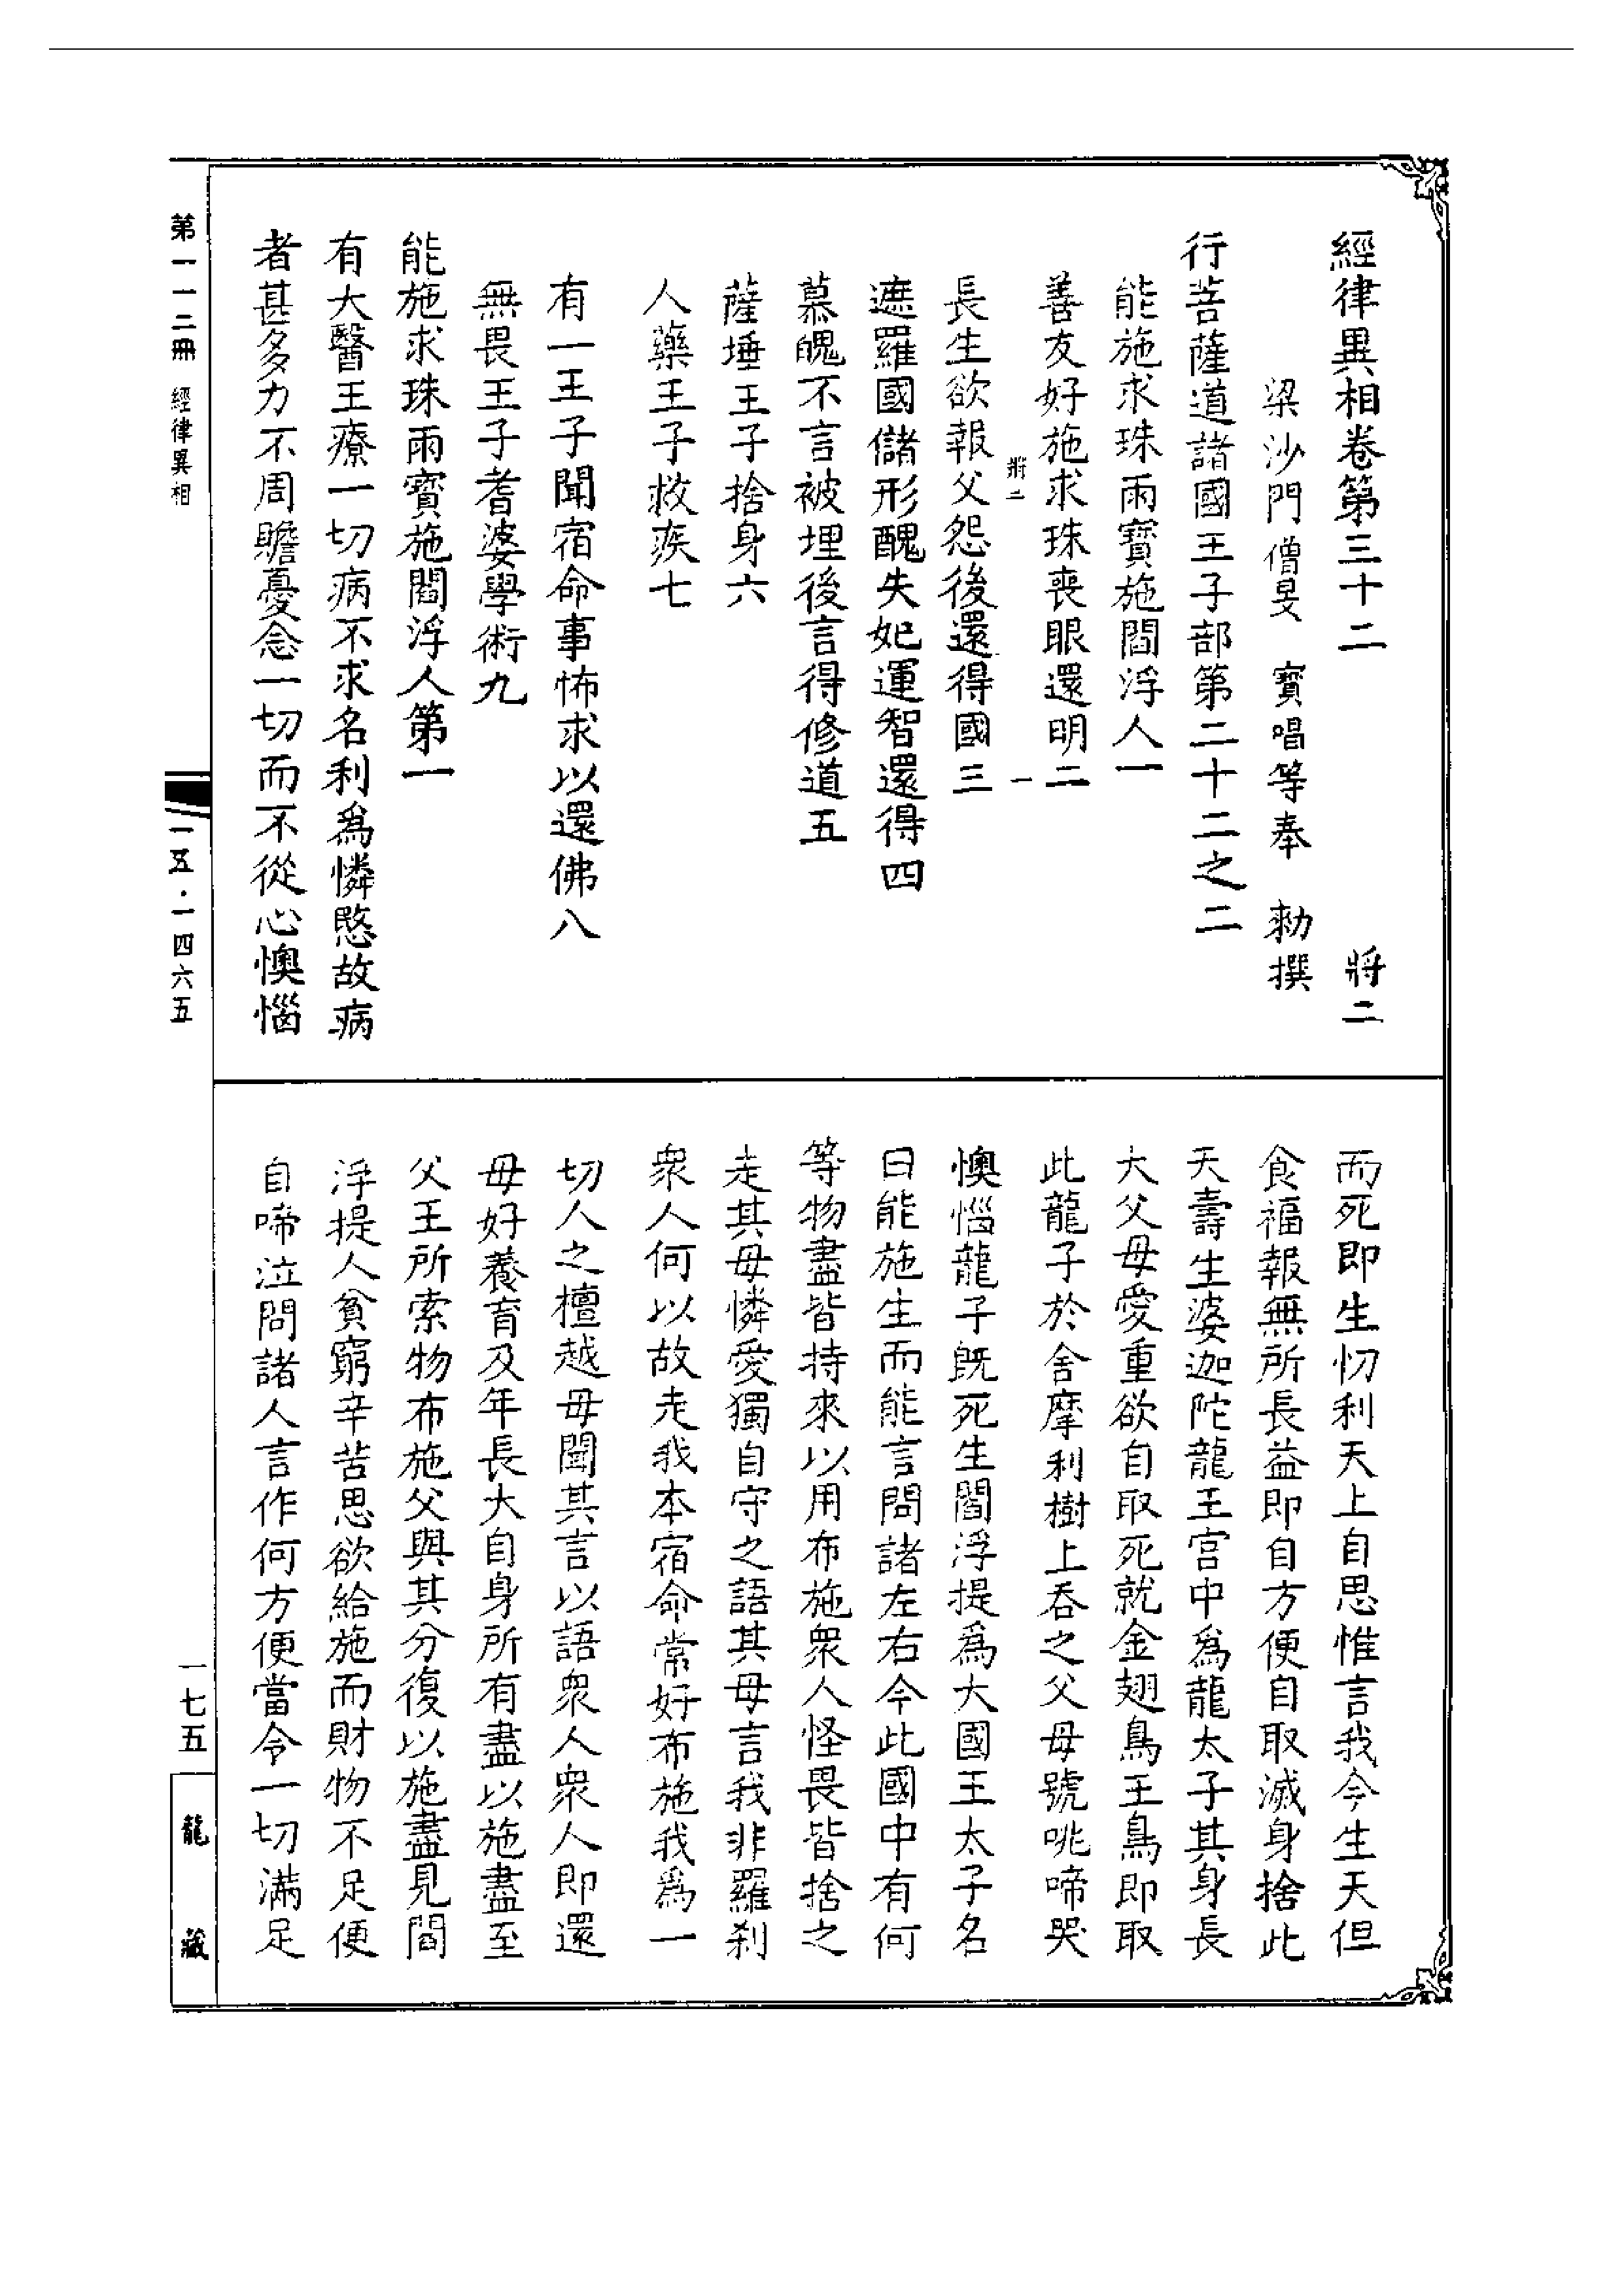 經律異相卷第三十二　將二
梁沙門僧旻　寶唱等奉　勅撰
行菩薩道諸國王子部第二十二之二
能施求珠雨寶施閻浮人一
善友好施求珠喪眼還明二
將二　一
長生欲報父怨後還得國三
遮羅國儲形醜失妃運智還得四
慕魄不言被埋後言得修道五
薩埵王子捨身六
人藥王子救疾七
有一王子聞宿命事怖求以還佛八
無畏王子耆婆學術九
能施求珠雨寶施閻浮人第一
有大醫王療一切病不求名利爲憐愍故病
者甚多力不周贍憂念一切而不從心懊惱
而死即生忉利天上自思惟言我今生天但
食福報無所長益即自方便自取滅身捨此
天壽生婆迦陀龍王宮中爲龍太子其身長
大父母愛重欲自取死就金翅鳥王鳥即取
此龍子於舍摩利樹上吞之父母號咷啼哭
懊惱龍子旣死生閻浮提爲大國王太子名
曰能施生而能言問諸左右今此國中有何
等物盡皆持來以用布施衆人怪畏皆捨之
走其母憐愛獨自守之語其母言我非羅刹
衆人何以故走我本宿命常好布施我爲一
切人之檀越母聞其言以語衆人衆人即還
母好養育及年長大自身所有盡以施盡至
父王所索物布施父與其分復以施盡見閻
浮提人貧窮辛苦思欲給施而財物不足便
自啼泣問諸人言作何方便當令一切滿足
第一一二冊　經律異相
一五·一四六五
一七五
龍藏